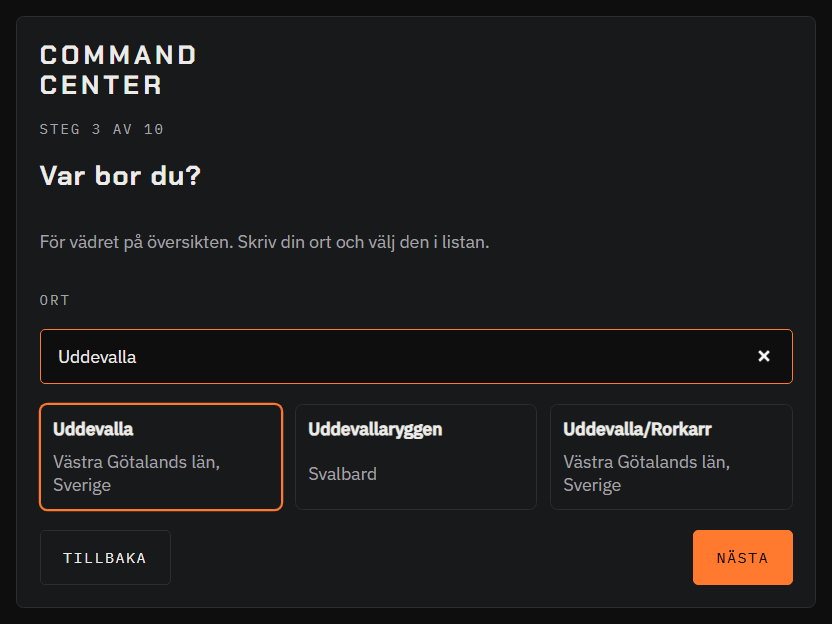 COMMAND
CENTER
STEG 3 AV 10
Var bor du?
För vädret på översikten. Skriv din ort och välj den i listan.
ORT
Uddevalla
Uddevalla
Västra Götalands län,
Sverige
Uddevallaryggen
Svalbard
Uddevalla/Rorkarr
Västra Götalands län,
Sverige
TILLBAKA
NÄSTA